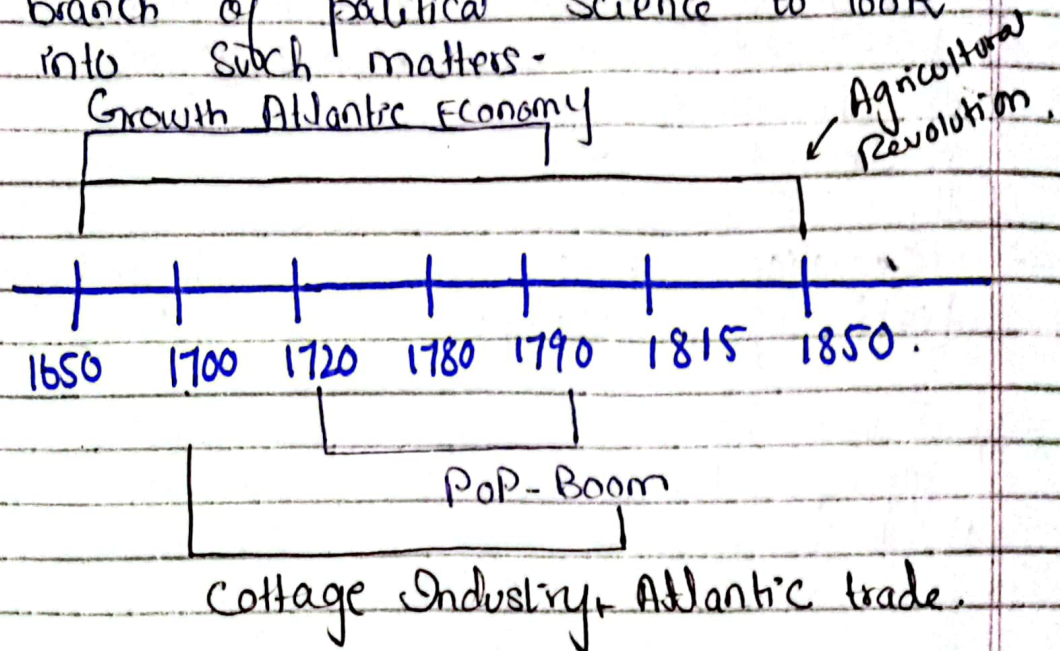 branch of political science to look
into such matters.
Growth Atlantic Economy
Agricultural
Revolution.
1650 1700 1720 1780 1790 1815 1850.
POP-Boom
Cottage Industry, Atlantic trade.